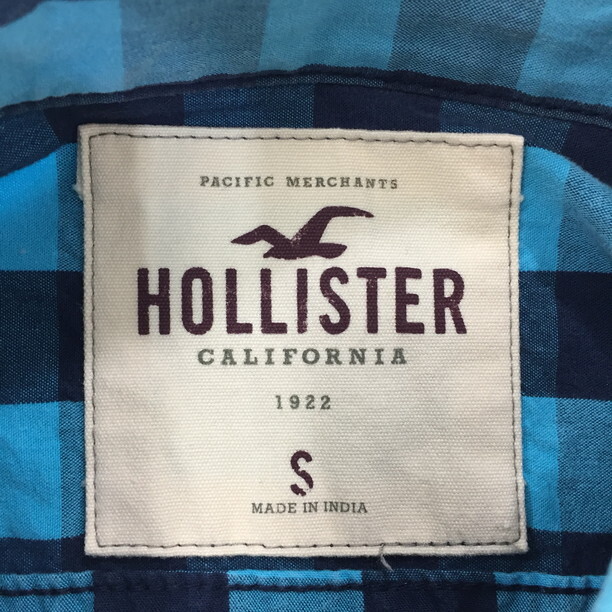 PACIFIC MERCHANTS
HOLLISTER
CALIFORNIA
1922
S
MADE IN INDIA